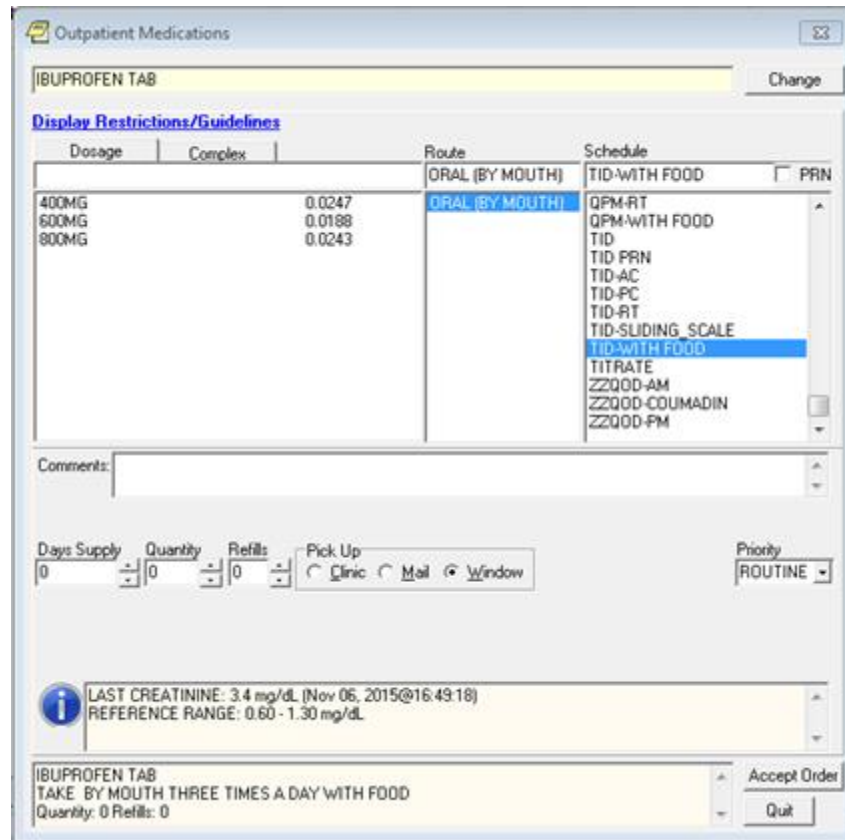 Outpatient Medications
IBUPROFEN TAB
Change
Display Restrictions/Guidelines
Dosage Complex Route Schedule
ORAL (BY MOUTH) TID-WITH FOOD PRN
400MG 0.0247
600MG 0.0188
800MG 0.0243
ORAL (BY MOUTH)
QPM-RT
QPM-WITH FOOD
TID
TID PRN
TID-AC
TID-PC
TID-RT
TID-SLIDING_SCALE
TID-WITH FOOD
TITRATE
ZZQOD-AM
ZZQOD-COUMADIN
ZZQOD-PM
Comments:
Days Supply Quantity Refills Pick Up Priority
0 0 0 Clinic Mail Window ROUTINE
LAST CREATININE: 3.4 mg/dL (Nov 06, 2015@16:49:18)
REFERENCE RANGE: 0.60 - 1.30 mg/dL
IBUPROFEN TAB
TAKE BY MOUTH THREE TIMES A DAY WITH FOOD
Quantity: 0 Refills: 0
Accept Order
Quit